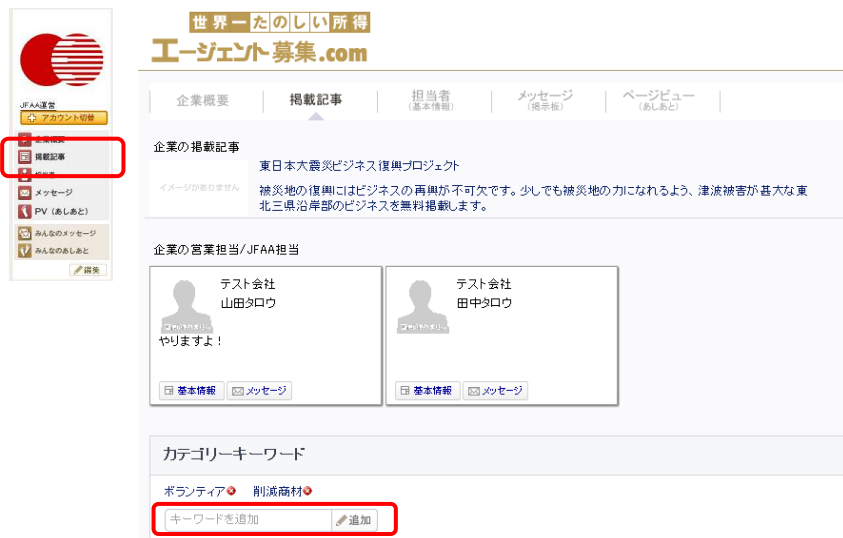 世界一たのしい所得
エージェント募集.com
JFAA運営
アカウント切替
企業概要
掲載記事
メッセージ
PV（あしあと）
みんなのメッセージ
みんなのあしあと
編集
企業概要
掲載記事
担当者
（基本情報）
メッセージ
（掲示板）
ページビュー
（あしあと）
企業の掲載記事
イメージがありません
東日本大震災ビジネス復興プロジェクト
被災地の復興にはビジネスの再興が不可欠です。少しでも被災地の力になれるよう、津波被害が甚大な東
北三県沿岸部のビジネスを無料掲載します。
企業の営業担当/JFAA担当
テスト会社
山田タロウ
やりますよ！
基本情報
メッセージ
テスト会社
田中タロウ
基本情報
メッセージ
カテゴリーキーワード
ボランティア 削減商材
キーワードを追加
追加